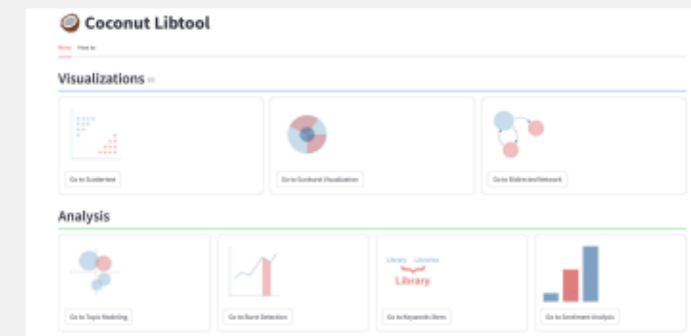 Coconut Libtool
Menu How to
Visualizations
Go to Scattertext
Go to Sunburst Visualization
Go to Bidirected Network
Analysis
Library Libraries
Library
Go to Topic Modeling
Go to Burst Detection
Go to Keywords Stem
Go to Sentiment Analysis